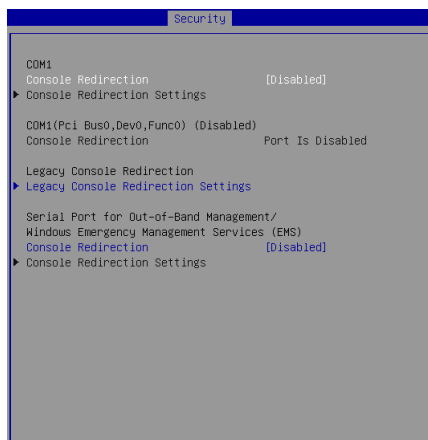 Security
COM1
Console Redirection [Disabled]
Console Redirection Settings
COM1(Pci Bus0,Dev0,Func0) (Disabled)
Console Redirection Port Is Disabled
Legacy Console Redirection
Legacy Console Redirection Settings
Serial Port for Out-of-Band Management/
Windows Emergency Management Services (EMS)
Console Redirection [Disabled]
Console Redirection Settings